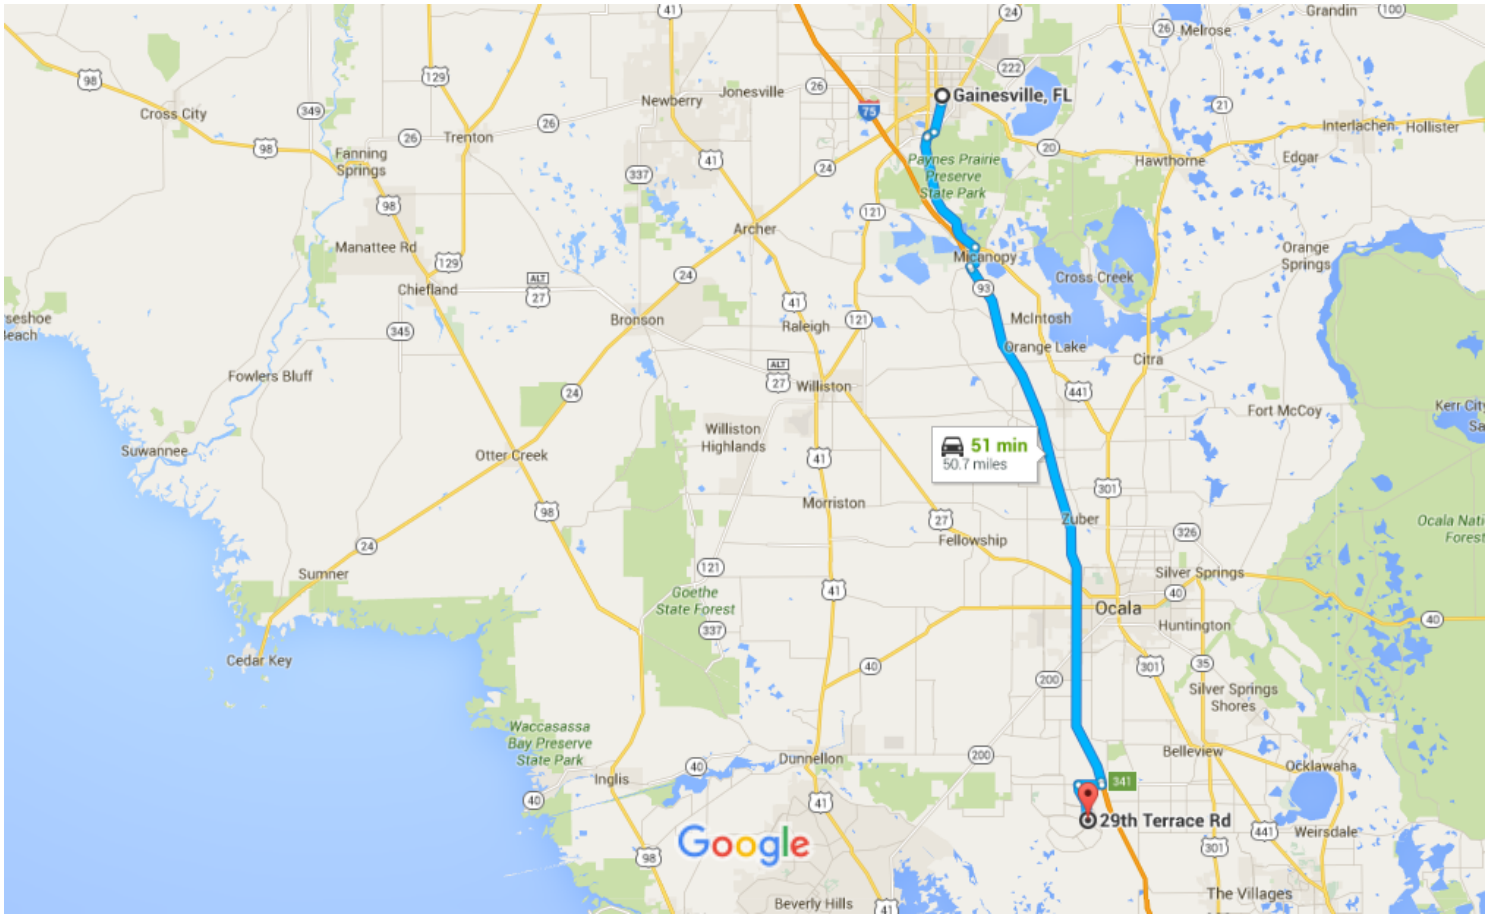 41
24
Grandin
100
26
Melrose
98
129
222
Jonesville
26
Gainesville, FL
Newberry
349
Cross City
75
21
26
Trenton
26
Interlachen
Hollister
98
Fanning
Springs
20
Hawthorne
Edgar
41
24
Paynes Prairie
Preserve
State Park
337
98
121
Archer
Manattee Rd
Orange
Springs
129
Micanopy
24
ALT
27
Cross Creek
Chiefland
93
41
seshoe
each
345
Bronson
Raleigh
121
McIntosh
Orange Lake
Citra
ALT
27
Fowlers Bluff
Williston
24
441
Fort McCoy
Kerr City
Sa
Williston
Highlands
Suwannee
Otter Creek
41
51 min
50.7 miles
301
98
Morriston
27
Zuber
326
Ocala Nati
Forest
Fellowship
24
Sumner
121
Silver Springs
Goethe
State Forest
41
40
Ocala
40
337
Huntington
Cedar Key
40
301
35
200
Silver Springs
Shores
Waccasassa
Bay Preserve
State Park
200
Belleview
Dunnellon
40
Inglis
Ocklawaha
341
40
41
29th Terrace Rd
441
Weirsdale
Google
301
98
The Villages
Beverly Hills
41